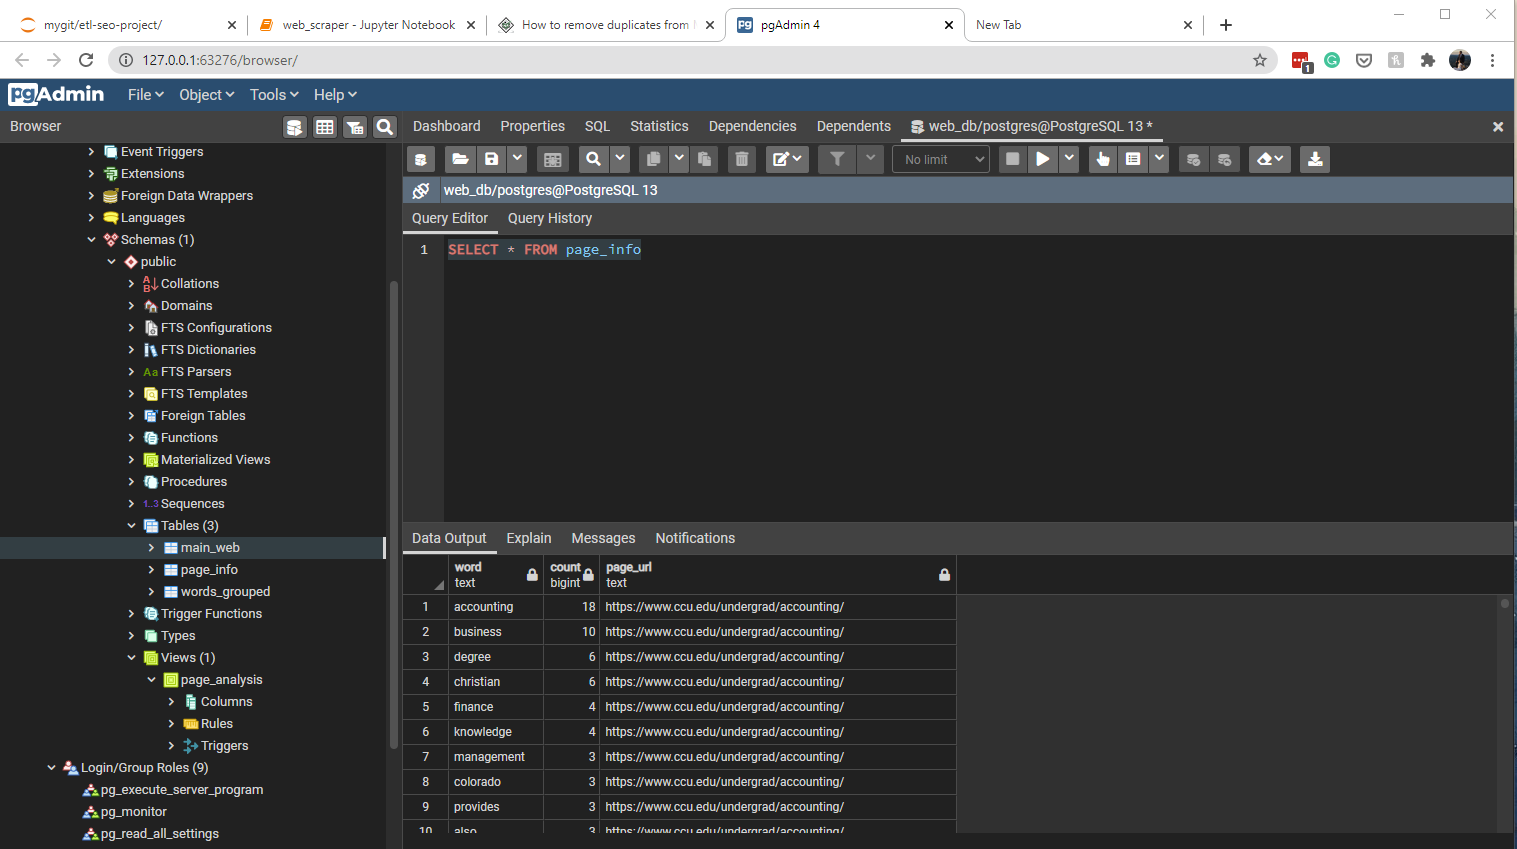 mygit/etl-seo-project/
web_scraper - Jupyter Notebook
How to remove duplicates from
pgAdmin 4
New Tab
127.0.0.1:63276/browser/
1
pgAdmin
File
Object
Tools
Help
Browser
Dashboard
Properties
SQL
Statistics
Dependencies
Dependents
web_db/postgres@PostgreSQL 13 *
No limit
web_db/postgres@PostgreSQL 13
Query Editor
Query History
1 SELECT * FROM page_info
Event Triggers
Extensions
Foreign Data Wrappers
Languages
Schemas (1)
public
Collations
Domains
FTS Configurations
FTS Dictionaries
Aa FTS Parsers
FTS Templates
Foreign Tables
Functions
Materialized Views
Procedures
1..3 Sequences
Tables (3)
main_web
page_info
words_grouped
Trigger Functions
Types
Views (1)
page_analysis
Columns
Rules
Triggers
Login/Group Roles (9)
pg_execute_server_program
pg_monitor
pg_read_all_settings
Data Output
Explain
Messages
Notifications
word count page_url
text bigint text
1 accounting 18 https://www.ccu.edu/undergrad/accounting/
2 business 10 https://www.ccu.edu/undergrad/accounting/
3 degree 6 https://www.ccu.edu/undergrad/accounting/
4 christian 6 https://www.ccu.edu/undergrad/accounting/
5 finance 4 https://www.ccu.edu/undergrad/accounting/
6 knowledge 4 https://www.ccu.edu/undergrad/accounting/
7 management 3 https://www.ccu.edu/undergrad/accounting/
8 colorado 3 https://www.ccu.edu/undergrad/accounting/
9 provides 3 https://www.ccu.edu/undergrad/accounting/
10 also 3 https://www.ccu.edu/undergrad/accounting/